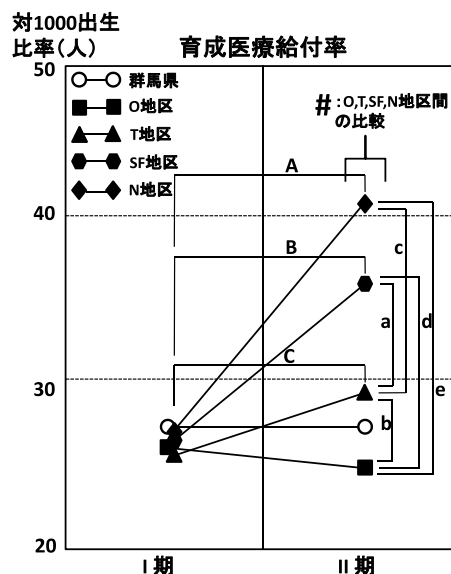 対1000出生
比率(人)
育成医療給付率
50
群馬県
O地区
T地区
SF地区
N地区
#:O,T,SF,N地区間
の比較
A
40
B
c
a
d
C
30
e
b
20
I 期
II 期